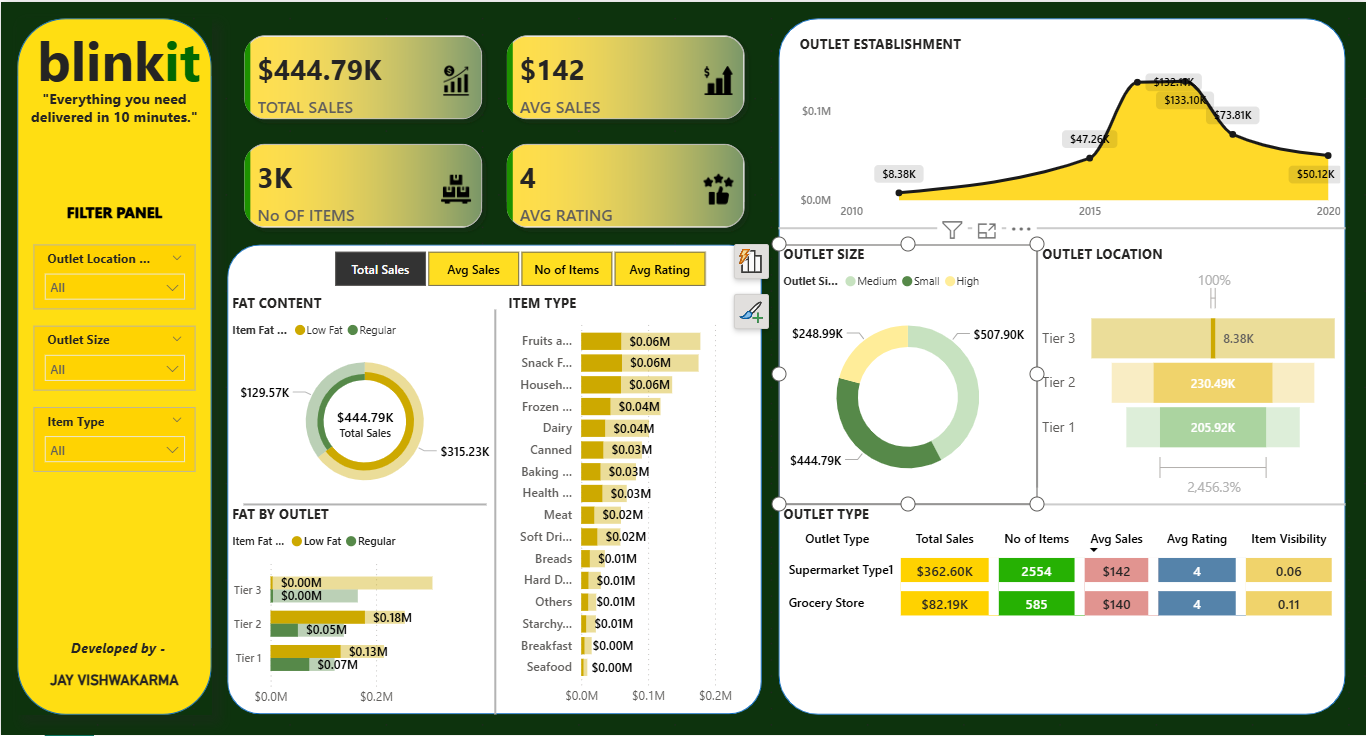 blinkit
"Everything you need
delivered in 10 minutes."
FILTER PANEL
Outlet Location ...
All
Outlet Size
All
Item Type
All
Developed by -
JAY VISHWAKARMA
$444.79K
TOTAL SALES
$142
AVG SALES
3K
No OF ITEMS
4
AVG RATING
Total Sales
Avg Sales
No of Items
Avg Rating
FAT CONTENT
Item Fat ...
Low Fat
Regular
$129.57K
$444.79K
Total Sales
$315.23K
FAT BY OUTLET
Item Fat ...
Low Fat
Regular
Tier 3
$0.00M
$0.00M
Tier 2
$0.18M
$0.05M
Tier 1
$0.13M
$0.07M
$0.0M
$0.2M
ITEM TYPE
Fruits a...
$0.06M
Snack F...
$0.06M
Househ...
$0.06M
Frozen ...
$0.04M
Dairy
$0.04M
Canned
$0.03M
Baking ...
$0.03M
Health ...
$0.03M
Meat
$0.02M
Soft Dri...
$0.02M
Breads
$0.01M
Hard D...
$0.01M
Others
$0.01M
Starchy...
$0.01M
Breakfast
$0.00M
Seafood
$0.00M
$0.0M
$0.1M
$0.2M
OUTLET ESTABLISHMENT
$0.1M
$0.0M
$8.38K
$47.26K
$133.10K
$73.81K
$50.12K
2010
2015
2020
OUTLET SIZE
Outlet Si...
Medium
Small
High
$248.99K
$507.90K
$444.79K
OUTLET LOCATION
100%
Tier 3
8.38K
Tier 2
230.49K
Tier 1
205.92K
2,456.3%
OUTLET TYPE
Outlet Type Total Sales No of Items Avg Sales Avg Rating Item Visibility
Supermarket Type1 $362.60K 2554 $142 4 0.06
Grocery Store $82.19K 585 $140 4 0.11